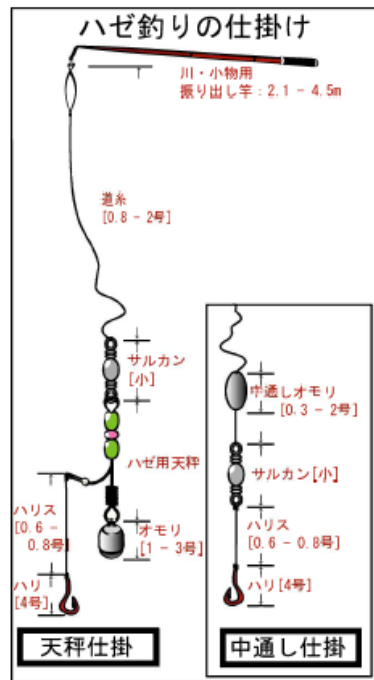 ハゼ釣りの仕掛け
川・小物用
振り出し竿：2.1 - 4.5m
道糸
[0.8 - 2号]
サルカン
[小]
ハゼ用天秤
ハリス
[0.6 -
0.8号]
オモリ
[1 - 3号]
ハリ
[4号]
天秤仕掛
中通しオモリ
[0.3 - 2号]
サルカン[小]
ハリス
[0.6 - 0.8号]
ハリ[4号]
中通し仕掛